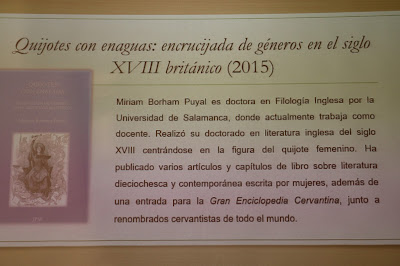 Quijotes con enaguas: encrucijada de géneros en el siglo
XVIII británico (2015)
Miriam Borham Puyal es doctora en Filología Inglesa por la
Universidad de Salamanca, donde actualmente trabaja como
docente. Realizó su doctorado en literatura inglesa del siglo
XVIII centrándose en la figura del quijote femenino. Ha
publicado varios artículos y capítulos de libro sobre literatura
dieciochesca y contemporánea escrita por mujeres, además de
una entrada para la Gran Enciclopedia Cervantina, junto a
renombrados cervantistas de todo el mundo.